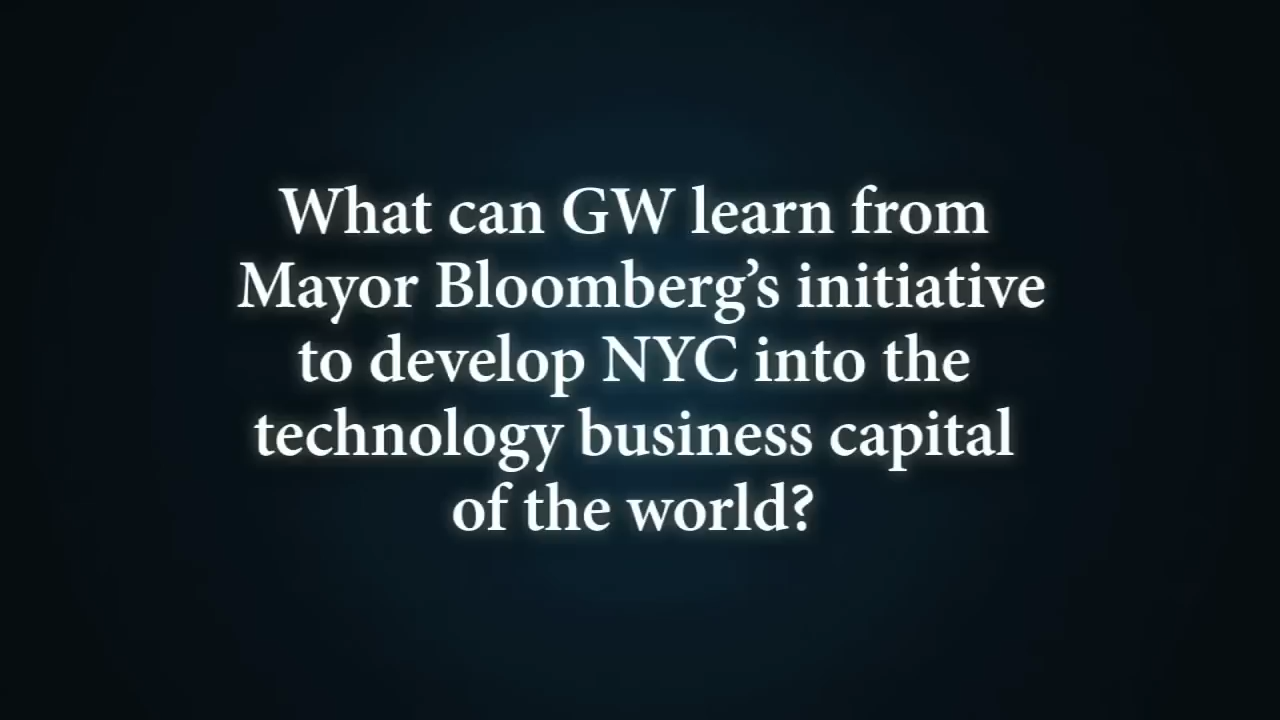 What can GW learn from
Mayor Bloomberg’s initiative
to develop NYC into the
technology business capital
of the world?